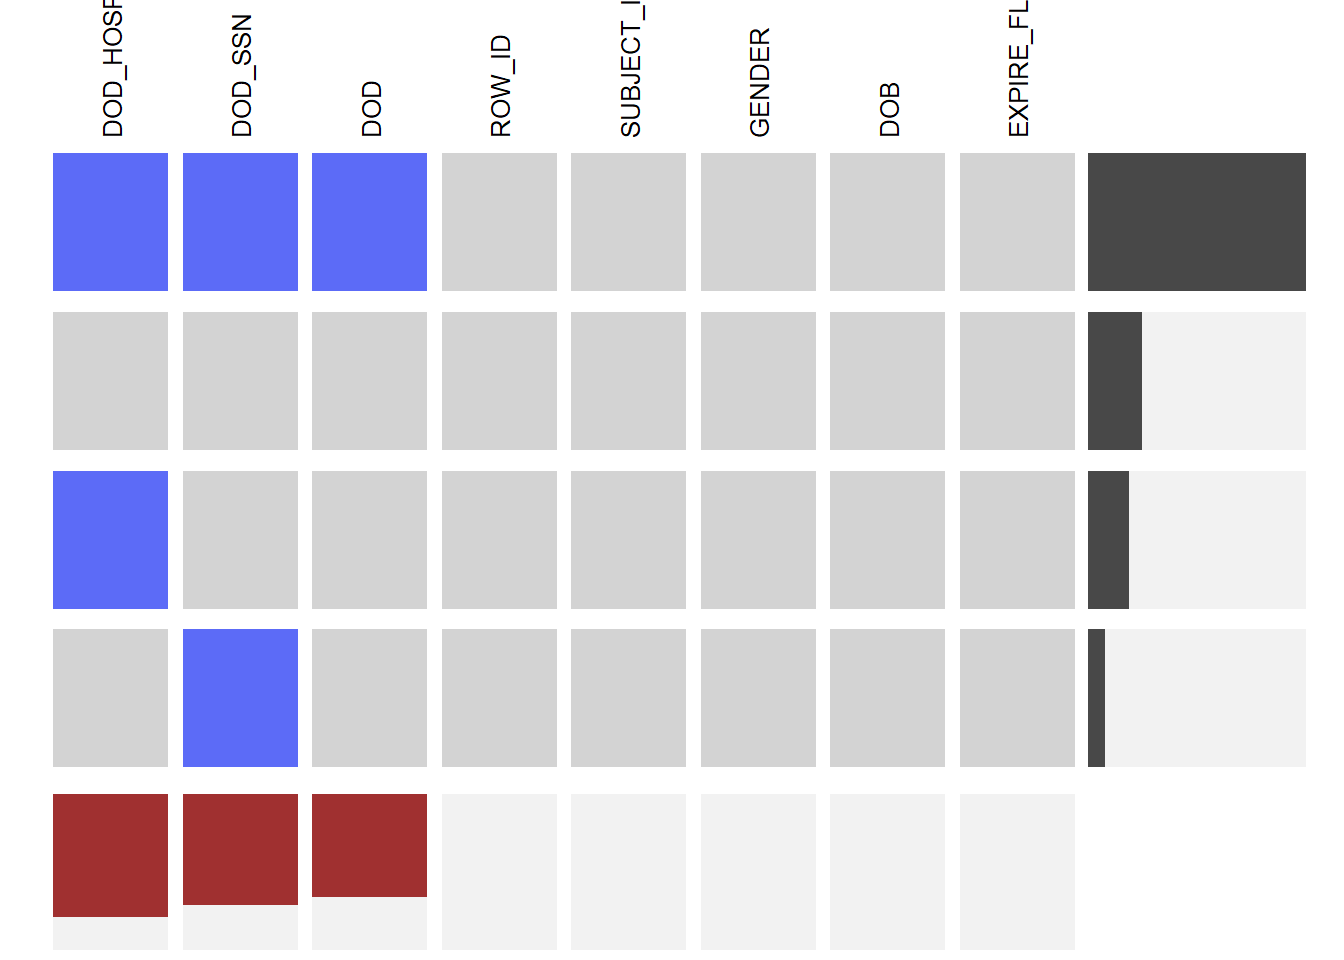 DOD_HOSP
DOD_SSN
DOD
ROW_ID
SUBJECT_I
GENDER
DOB
EXPIRE_FL